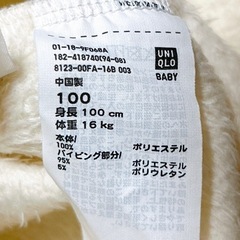 01-18-9F068A
182-418740(94-08)
8123-00FA-16B 003
UNI
QLO
BABY
中国製
100
身長 100 cm
体重 16 kg
本体/
100% ポリエステル
パイピング部分/
95% ポリエステル
5% ポリウレタン